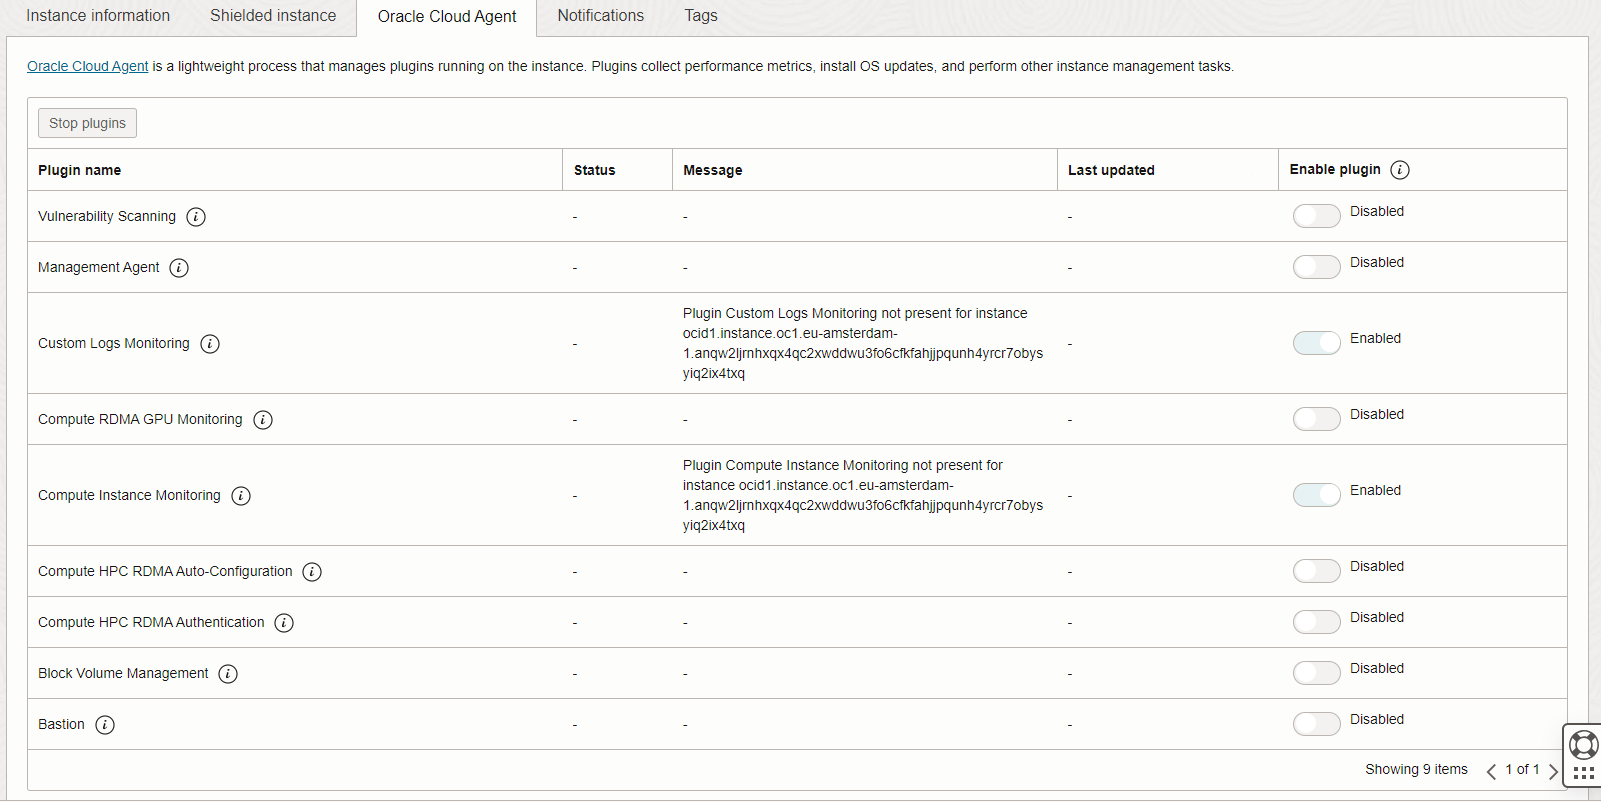 Instance information
Shielded instance
Oracle Cloud Agent
Notifications
Tags
Oracle Cloud Agent is a lightweight process that manages plugins running on the instance. Plugins collect performance metrics, install OS updates, and perform other instance management tasks.
Stop plugins
Plugin name
Status
Message
Last updated
Enable plugin
Vulnerability Scanning
-
-
-
Disabled
Management Agent
-
-
-
Disabled
Custom Logs Monitoring
-
Plugin Custom Logs Monitoring not present for instance
ocid1.instance.oc1.eu-amsterdam-
1.anqw2ljrnhxqx4qc2xwddwu3fo6cfkfahjjpqunh4yrcr7obys
yiq2ix4txq
-
Enabled
Compute RDMA GPU Monitoring
-
-
-
Disabled
Compute Instance Monitoring
-
Plugin Compute Instance Monitoring not present for
instance ocid1.instance.oc1.eu-amsterdam-
1.anqw2ljrnhxqx4qc2xwddwu3fo6cfkfahjjpqunh4yrcr7obys
yiq2ix4txq
-
Enabled
Compute HPC RDMA Auto-Configuration
-
-
-
Disabled
Compute HPC RDMA Authentication
-
-
-
Disabled
Block Volume Management
-
-
-
Disabled
Bastion
-
-
-
Disabled
Showing 9 items
1 of 1